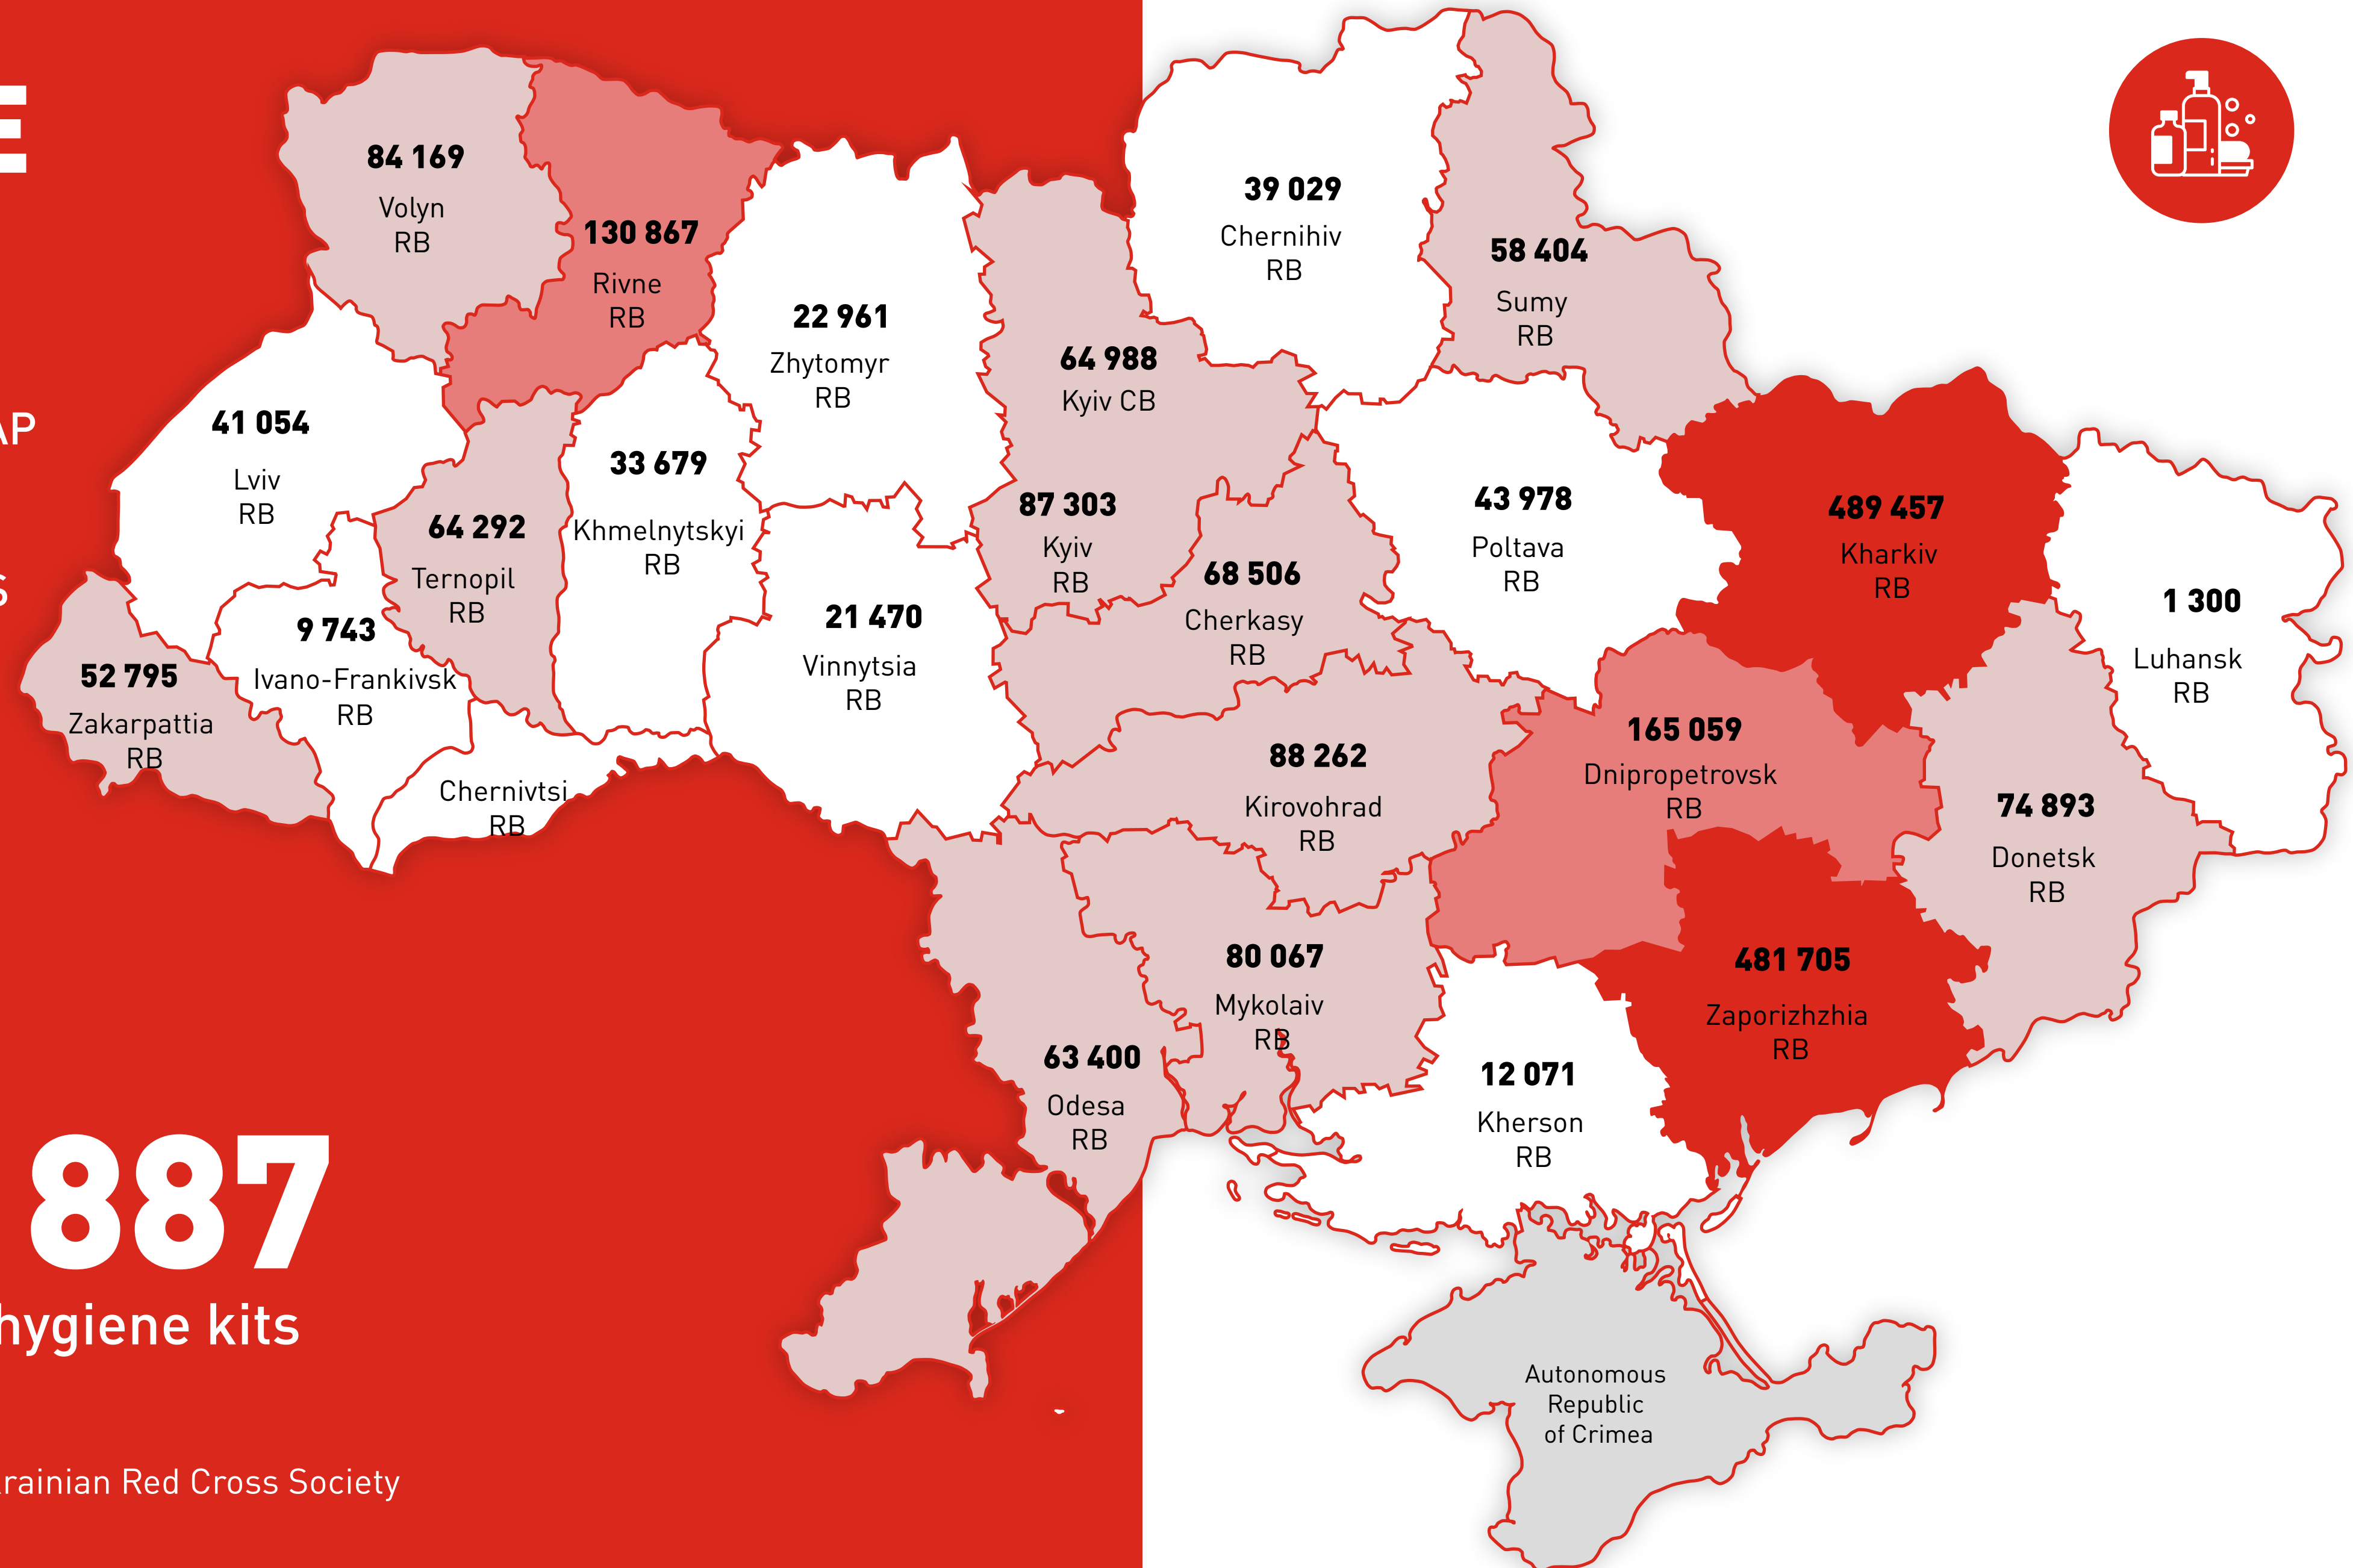 E
AP
S
887
hygiene kits
rainian Red Cross Society
84 169
Volyn
RB
130 867
Rivne
RB
22 961
Zhytomyr
RB
64 988
Kyiv CB
39 029
Chernihiv
RB
58 404
Sumy
RB
41 054
Lviv
RB
64 292
Ternopil
RB
33 679
Khmelnytskyi
RB
87 303
Kyiv
RB
68 506
Cherkasy
RB
43 978
Poltava
RB
489 457
Kharkiv
RB
1 300
Luhansk
RB
52 795
Zakarpattia
RB
9 743
Ivano-Frankivsk
RB
Chernivtsi
RB
21 470
Vinnytsia
RB
88 262
Kirovohrad
RB
165 059
Dnipropetrovsk
RB
74 893
Donetsk
RB
63 400
Odesa
RB
80 067
Mykolaiv
RB
12 071
Kherson
RB
481 705
Zaporizhzhia
RB
Autonomous
Republic
of Crimea